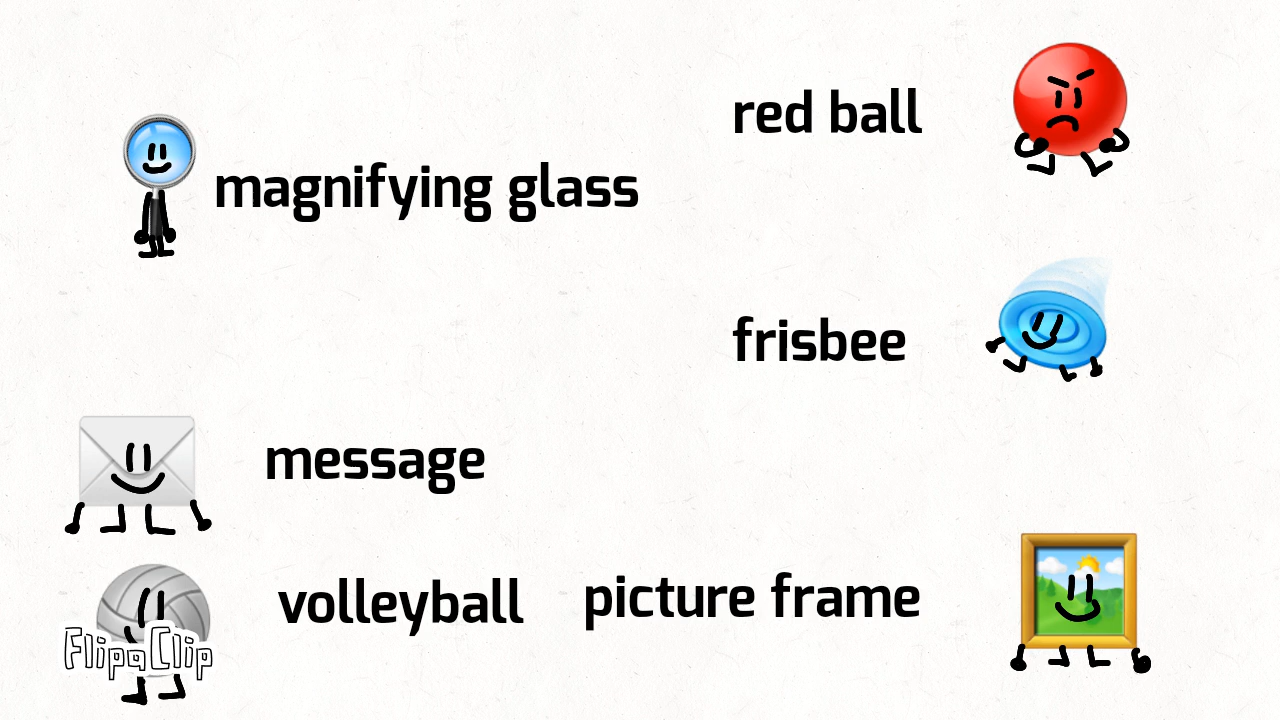 red ball
magnifying glass
frisbee
message
volleyball
picture frame
FlipaClip